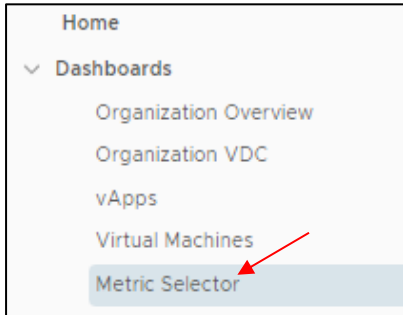 Home
Dashboards
Organization Overview
Organization VDC
vApps
Virtual Machines
Metric Selector